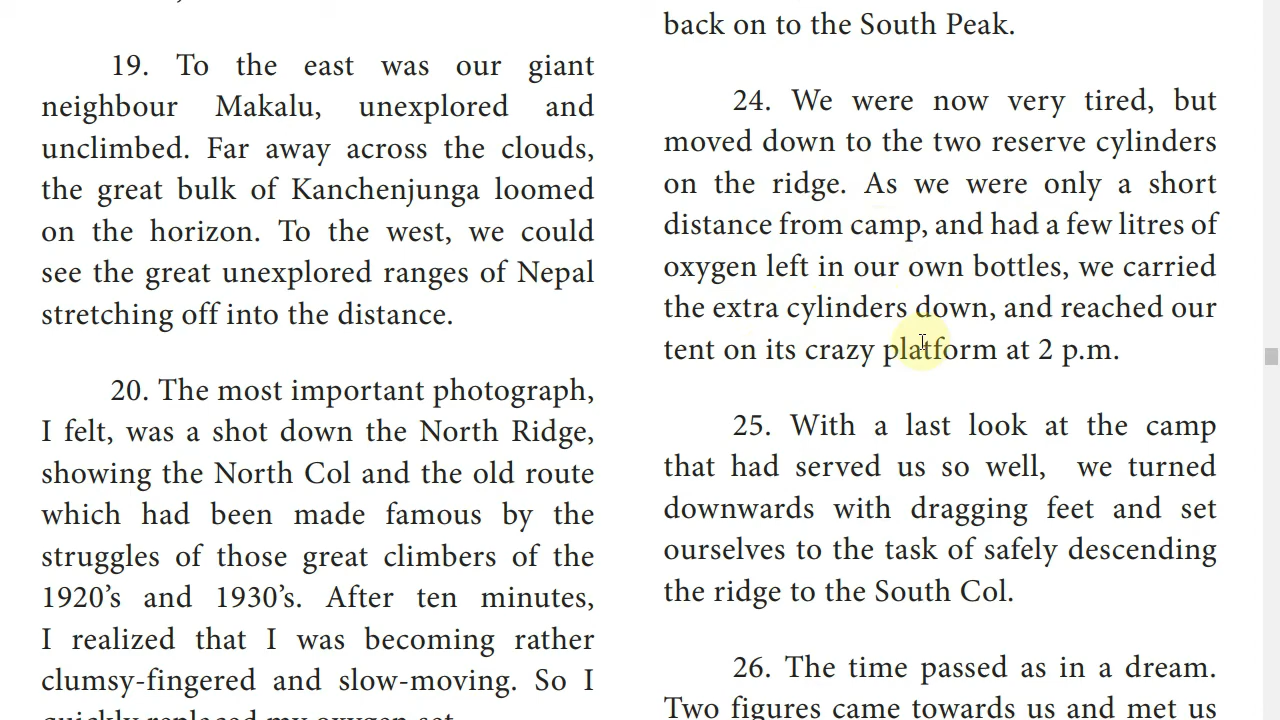 19. To the east was our giant
neighbour Makalu, unexplored and
unclimbed. Far away across the clouds,
the great bulk of Kanchenjunga loomed
on the horizon. To the west, we could
see the great unexplored ranges of Nepal
stretching off into the distance.
20. The most important photograph,
I felt, was a shot down the North Ridge,
showing the North Col and the old route
which had been made famous by the
struggles of those great climbers of the
1920’s and 1930’s. After ten minutes,
I realized that I was becoming rather
clumsy-fingered and slow-moving. So I
quickly replaced my oxygen set
back on to the South Peak.
24. We were now very tired, but
moved down to the two reserve cylinders
on the ridge. As we were only a short
distance from camp, and had a few litres of
oxygen left in our own bottles, we carried
the extra cylinders down, and reached our
tent on its crazy platform at 2 p.m.
25. With a last look at the camp
that had served us so well, we turned
downwards with dragging feet and set
ourselves to the task of safely descending
the ridge to the South Col.
26. The time passed as in a dream.
Two figures came towards us and met us